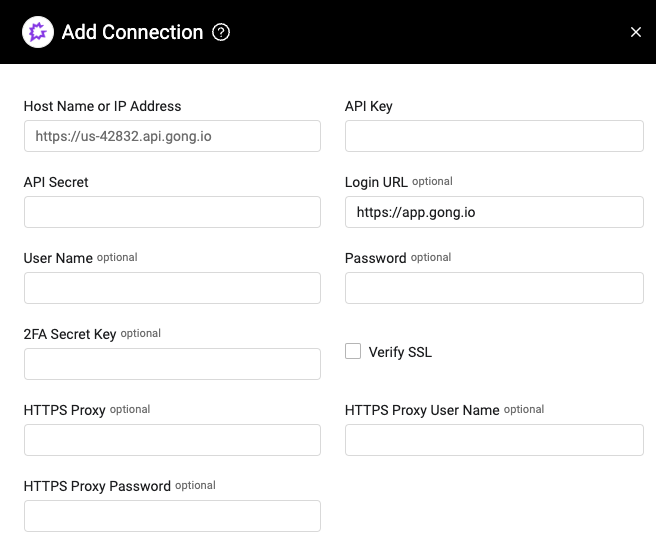 Add Connection ?
Host Name or IP Address
API Key
https://us-42832.api.gong.io
API Secret
Login URL optional
https://app.gong.io
User Name optional
Password optional
2FA Secret Key optional
Verify SSL
HTTPS Proxy optional
HTTPS Proxy User Name optional
HTTPS Proxy Password optional